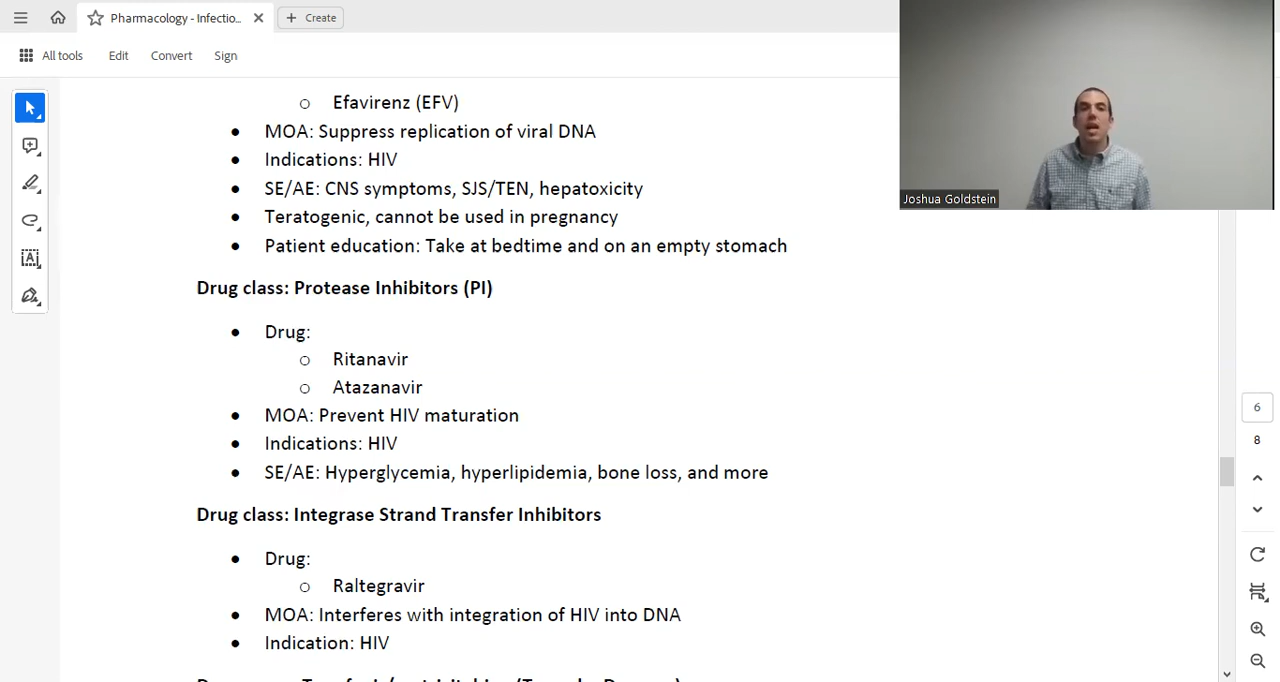 Pharmacology - Infectio...
Create
All tools
Edit
Convert
Sign
Joshua Goldstein
○ Efavirenz (EFV)
• MOA: Suppress replication of viral DNA
• Indications: HIV
• SE/AE: CNS symptoms, SJS/TEN, hepatoxicity
• Teratogenic, cannot be used in pregnancy
• Patient education: Take at bedtime and on an empty stomach
Drug class: Protease Inhibitors (PI)
• Drug:
○ Ritanavir
○ Atazanavir
• MOA: Prevent HIV maturation
• Indications: HIV
• SE/AE: Hyperglycemia, hyperlipidemia, bone loss, and more
Drug class: Integrase Strand Transfer Inhibitors
• Drug:
○ Raltegravir
• MOA: Interferes with integration of HIV into DNA
• Indication: HIV
6
8